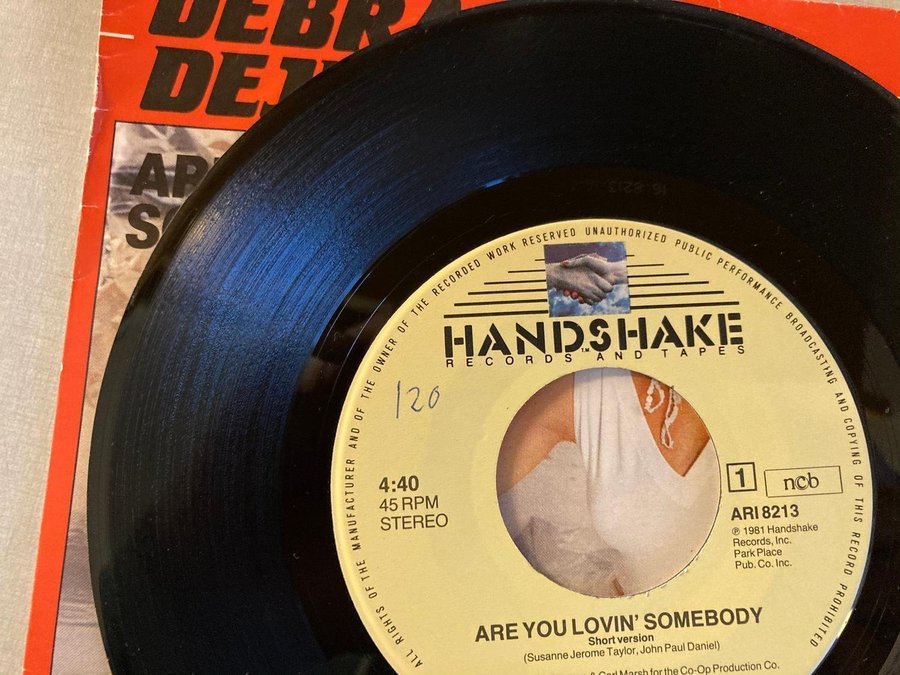 DEBRA
ALL RIGHTS OF THE MANUFACTURER AND OF THE OWNER OF THE RECORDED WORK RESERVED UNAUTHORIZED PUBLIC PERFORMANCE BROADCASTING AND COPYING OF THIS RECORD PROHIBITED
HANDSHAKE
TM
RECORDS AND TAPES
120
4:40
45 RPM
STEREO
1
ncb
ARI 8213
℗ 1981 Handshake
Records, Inc.
Park Place
Pub. Co. Inc.
ARE YOU LOVIN' SOMEBODY
Short version
(Susanne Jerome Taylor, John Paul Daniel)
& Carl Marsh for the Co-Op Production Co.